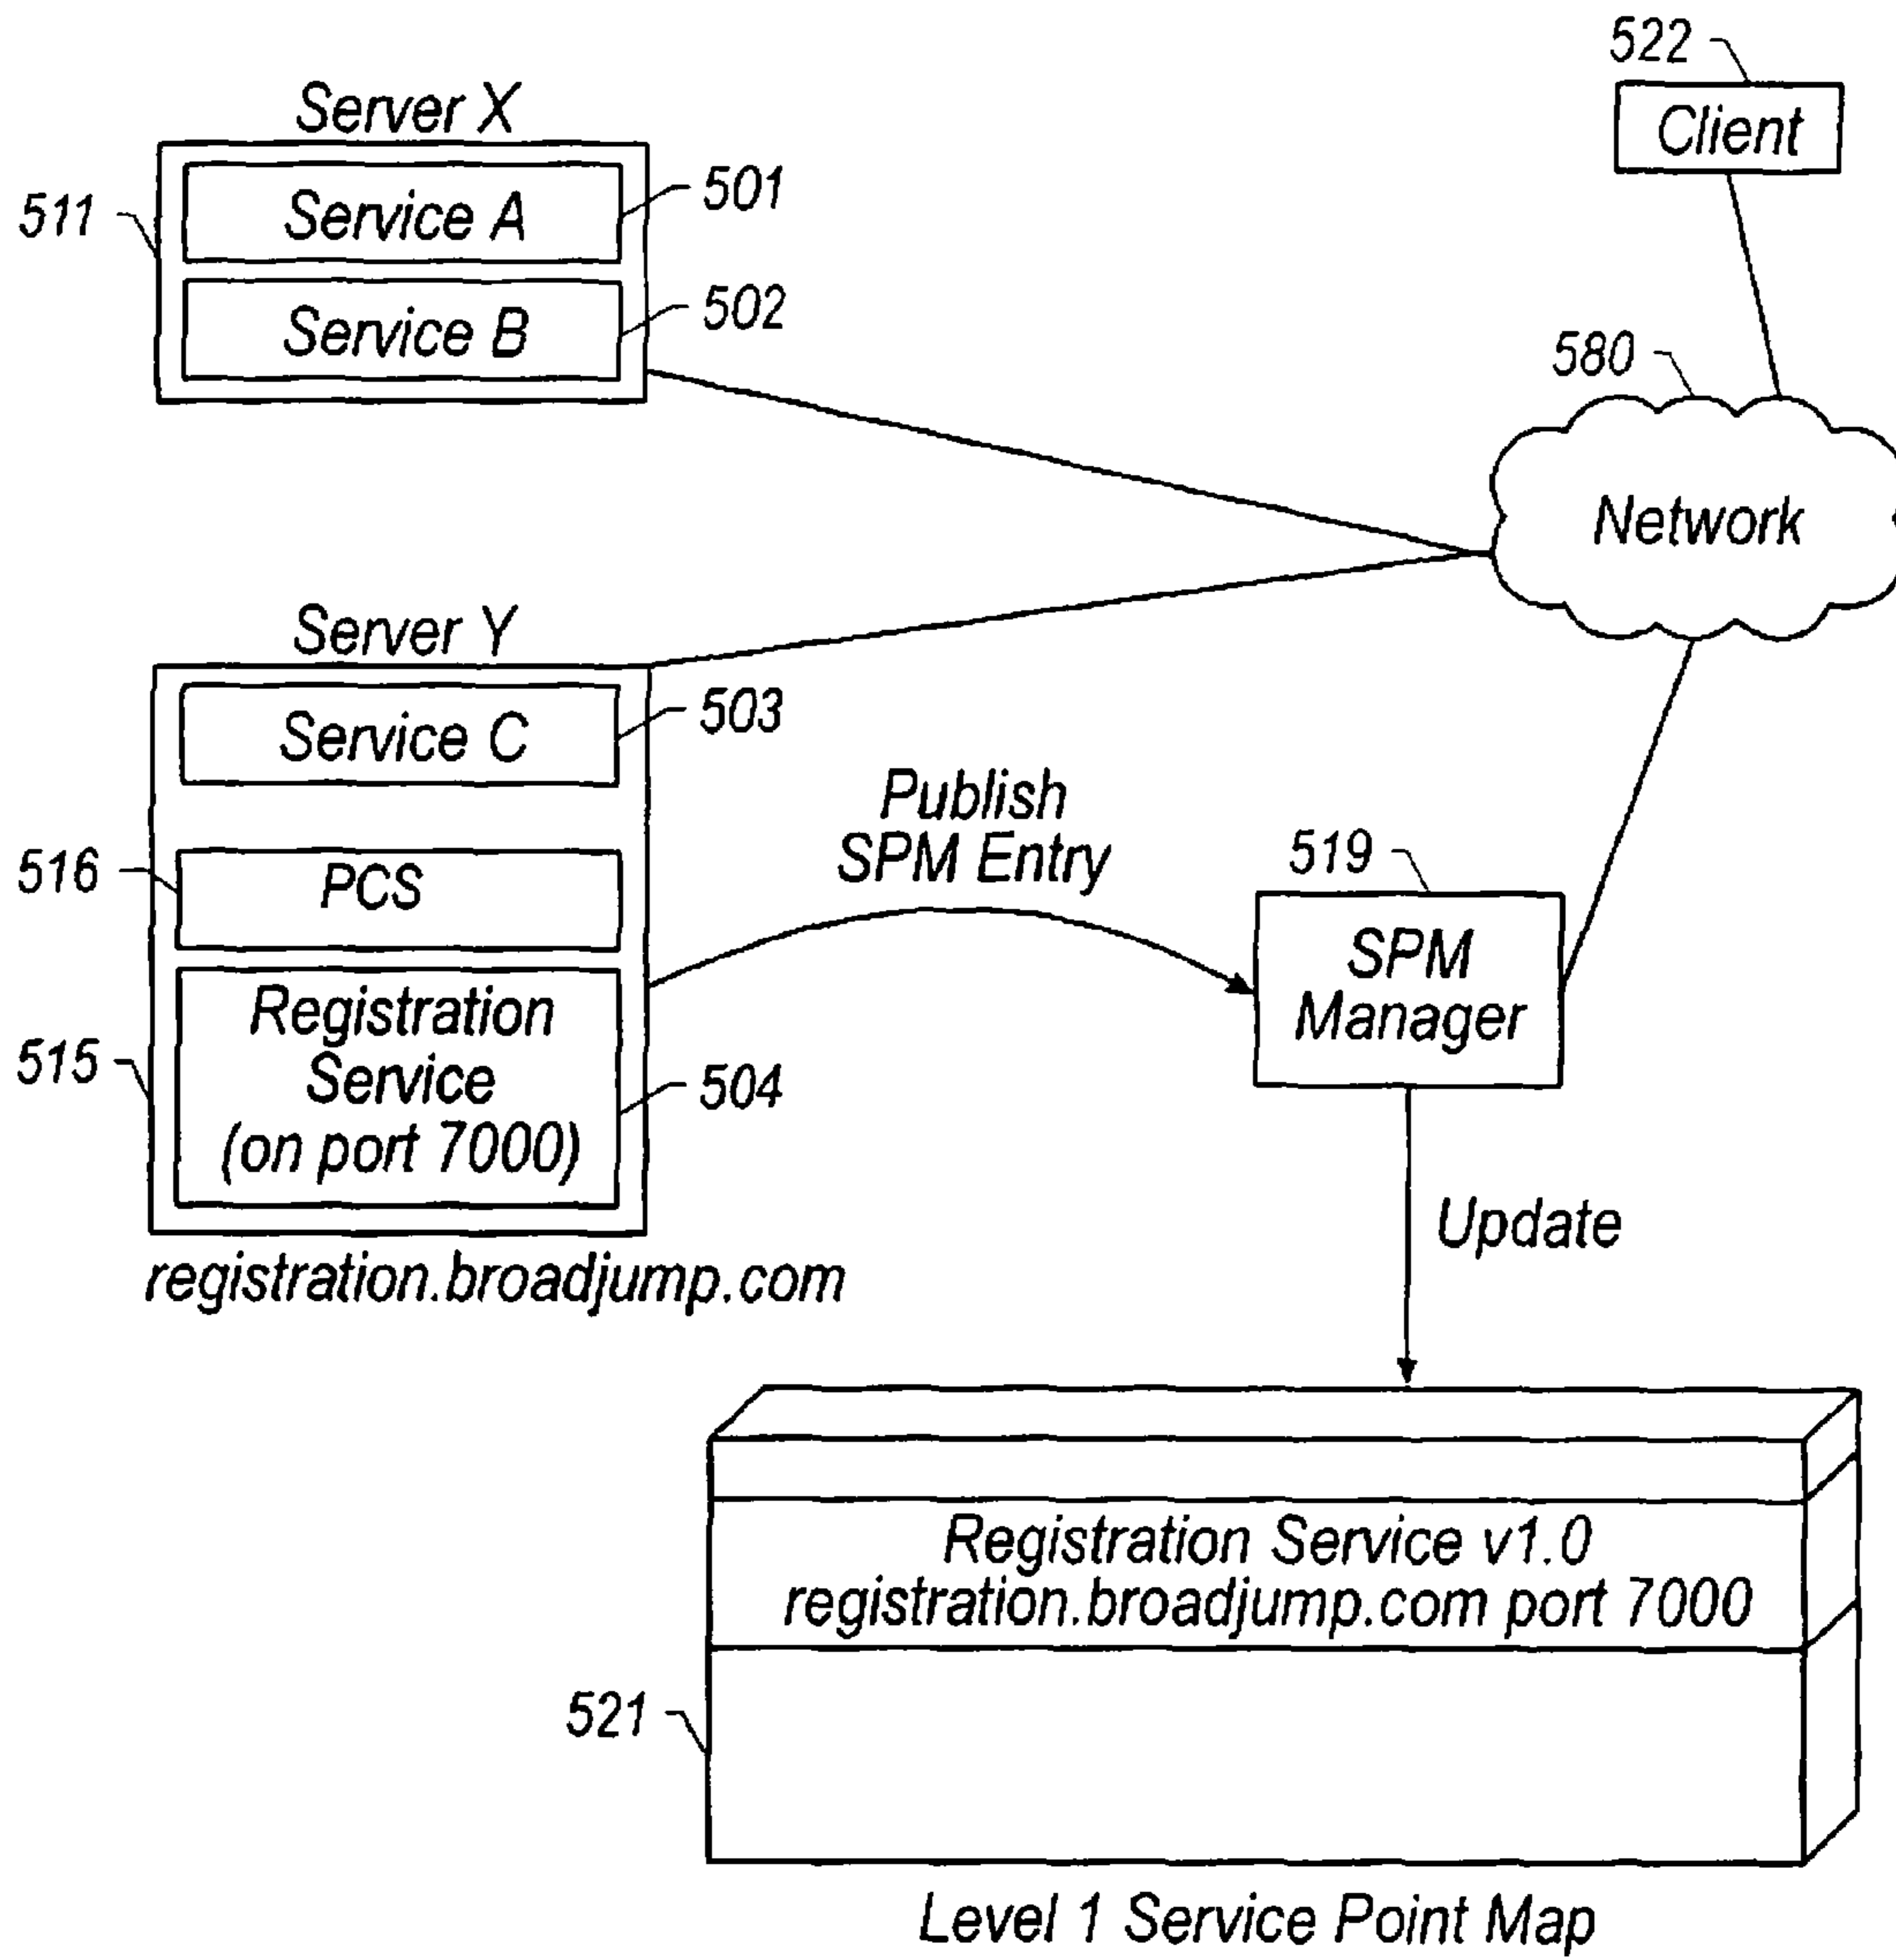 522
Client
Server X
511
Service A
501
Service B
502
580
Network
Server Y
Service C
503
516
PCS
Publish
SPM Entry
519
SPM
Manager
515
Registration
Service
(on port 7000)
504
registration.broadjump.com
Update
Registration Service v1.0
registration.broadjump.com port 7000
521
Level 1 Service Point Map